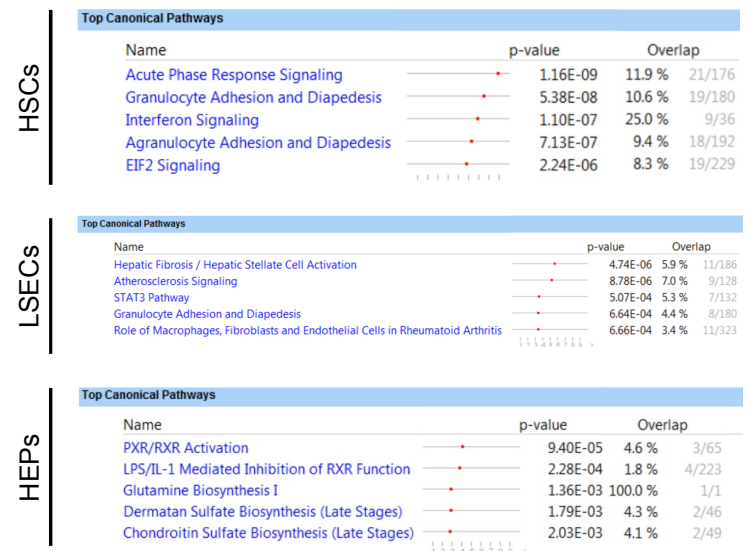 HSCs
Top Canonical Pathways
Name p-value Overlap
Acute Phase Response Signaling 1.16E-09 11.9 % 21/176
Granulocyte Adhesion and Diapedesis 5.38E-08 10.6 % 19/180
Interferon Signaling 1.10E-07 25.0 % 9/36
Agranulocyte Adhesion and Diapedesis 7.13E-07 9.4 % 18/192
EIF2 Signaling 2.24E-06 8.3 % 19/229
LSECs
Top Canonical Pathways
Name p-value Overlap
Hepatic Fibrosis / Hepatic Stellate Cell Activation 4.74E-06 5.9 % 11/186
Atherosclerosis Signaling 8.78E-06 7.0 % 9/128
STAT3 Pathway 5.07E-04 5.3 % 7/132
Granulocyte Adhesion and Diapedesis 6.64E-04 4.4 % 8/180
Role of Macrophages, Fibroblasts and Endothelial Cells in Rheumatoid Arthritis 6.66E-04 3.4 % 11/323
HEPs
Top Canonical Pathways
Name p-value Overlap
PXR/RXR Activation 9.40E-05 4.6 % 3/65
LPS/IL-1 Mediated Inhibition of RXR Function 2.28E-04 1.8 % 4/223
Glutamine Biosynthesis I 1.36E-03 100.0 % 1/1
Dermatan Sulfate Biosynthesis (Late Stages) 1.79E-03 4.3 % 2/46
Chondroitin Sulfate Biosynthesis (Late Stages) 2.03E-03 4.1 % 2/49